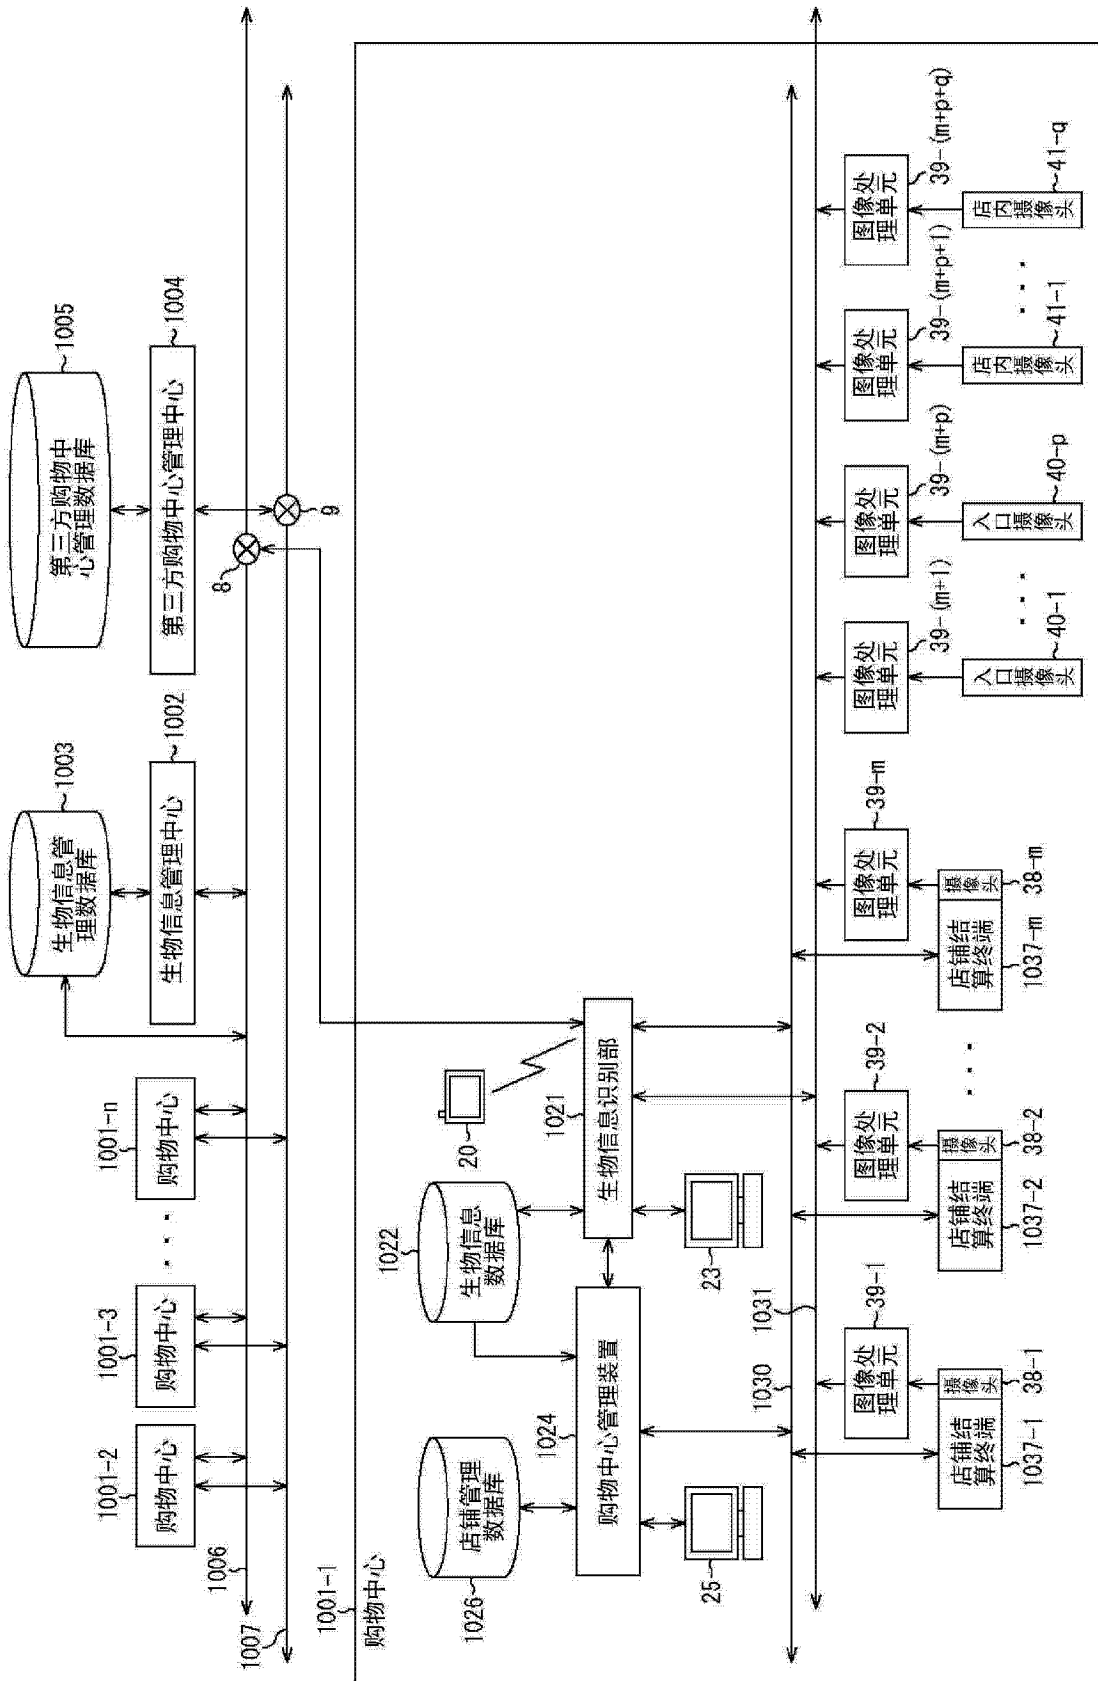 1001-2
购物中心
1001-3
购物中心
1001-n
购物中心
1003
生物信息管
理数据库
1002
生物信息管理中心
1005
第三方购物中
心管理数据库
1004
第三方购物中心管理中心
1006
1007
8
9
1001-1
购物中心
1026
店铺管理
数据库
1022
生物信息
数据库
20
1024
购物中心管理装置
1021
生物信息识别部
25
23
1030
1031
图像处
理单元
39-1
图像处
理单元
39-2
图像处
理单元
39-m
图像处
理单元
39-(m+1)
图像处
理单元
39-(m+p)
图像处
理单元
39-(m+p+1)
图像处
理单元
39-(m+p+q)
店铺结
算终端
摄像头
1037-1
38-1
店铺结
算终端
摄像头
1037-2
38-2
店铺结
算终端
摄像头
1037-m
38-m
入口
摄像头
40-1
入口
摄像头
40-p
店内
摄像头
41-1
店内
摄像头
41-q